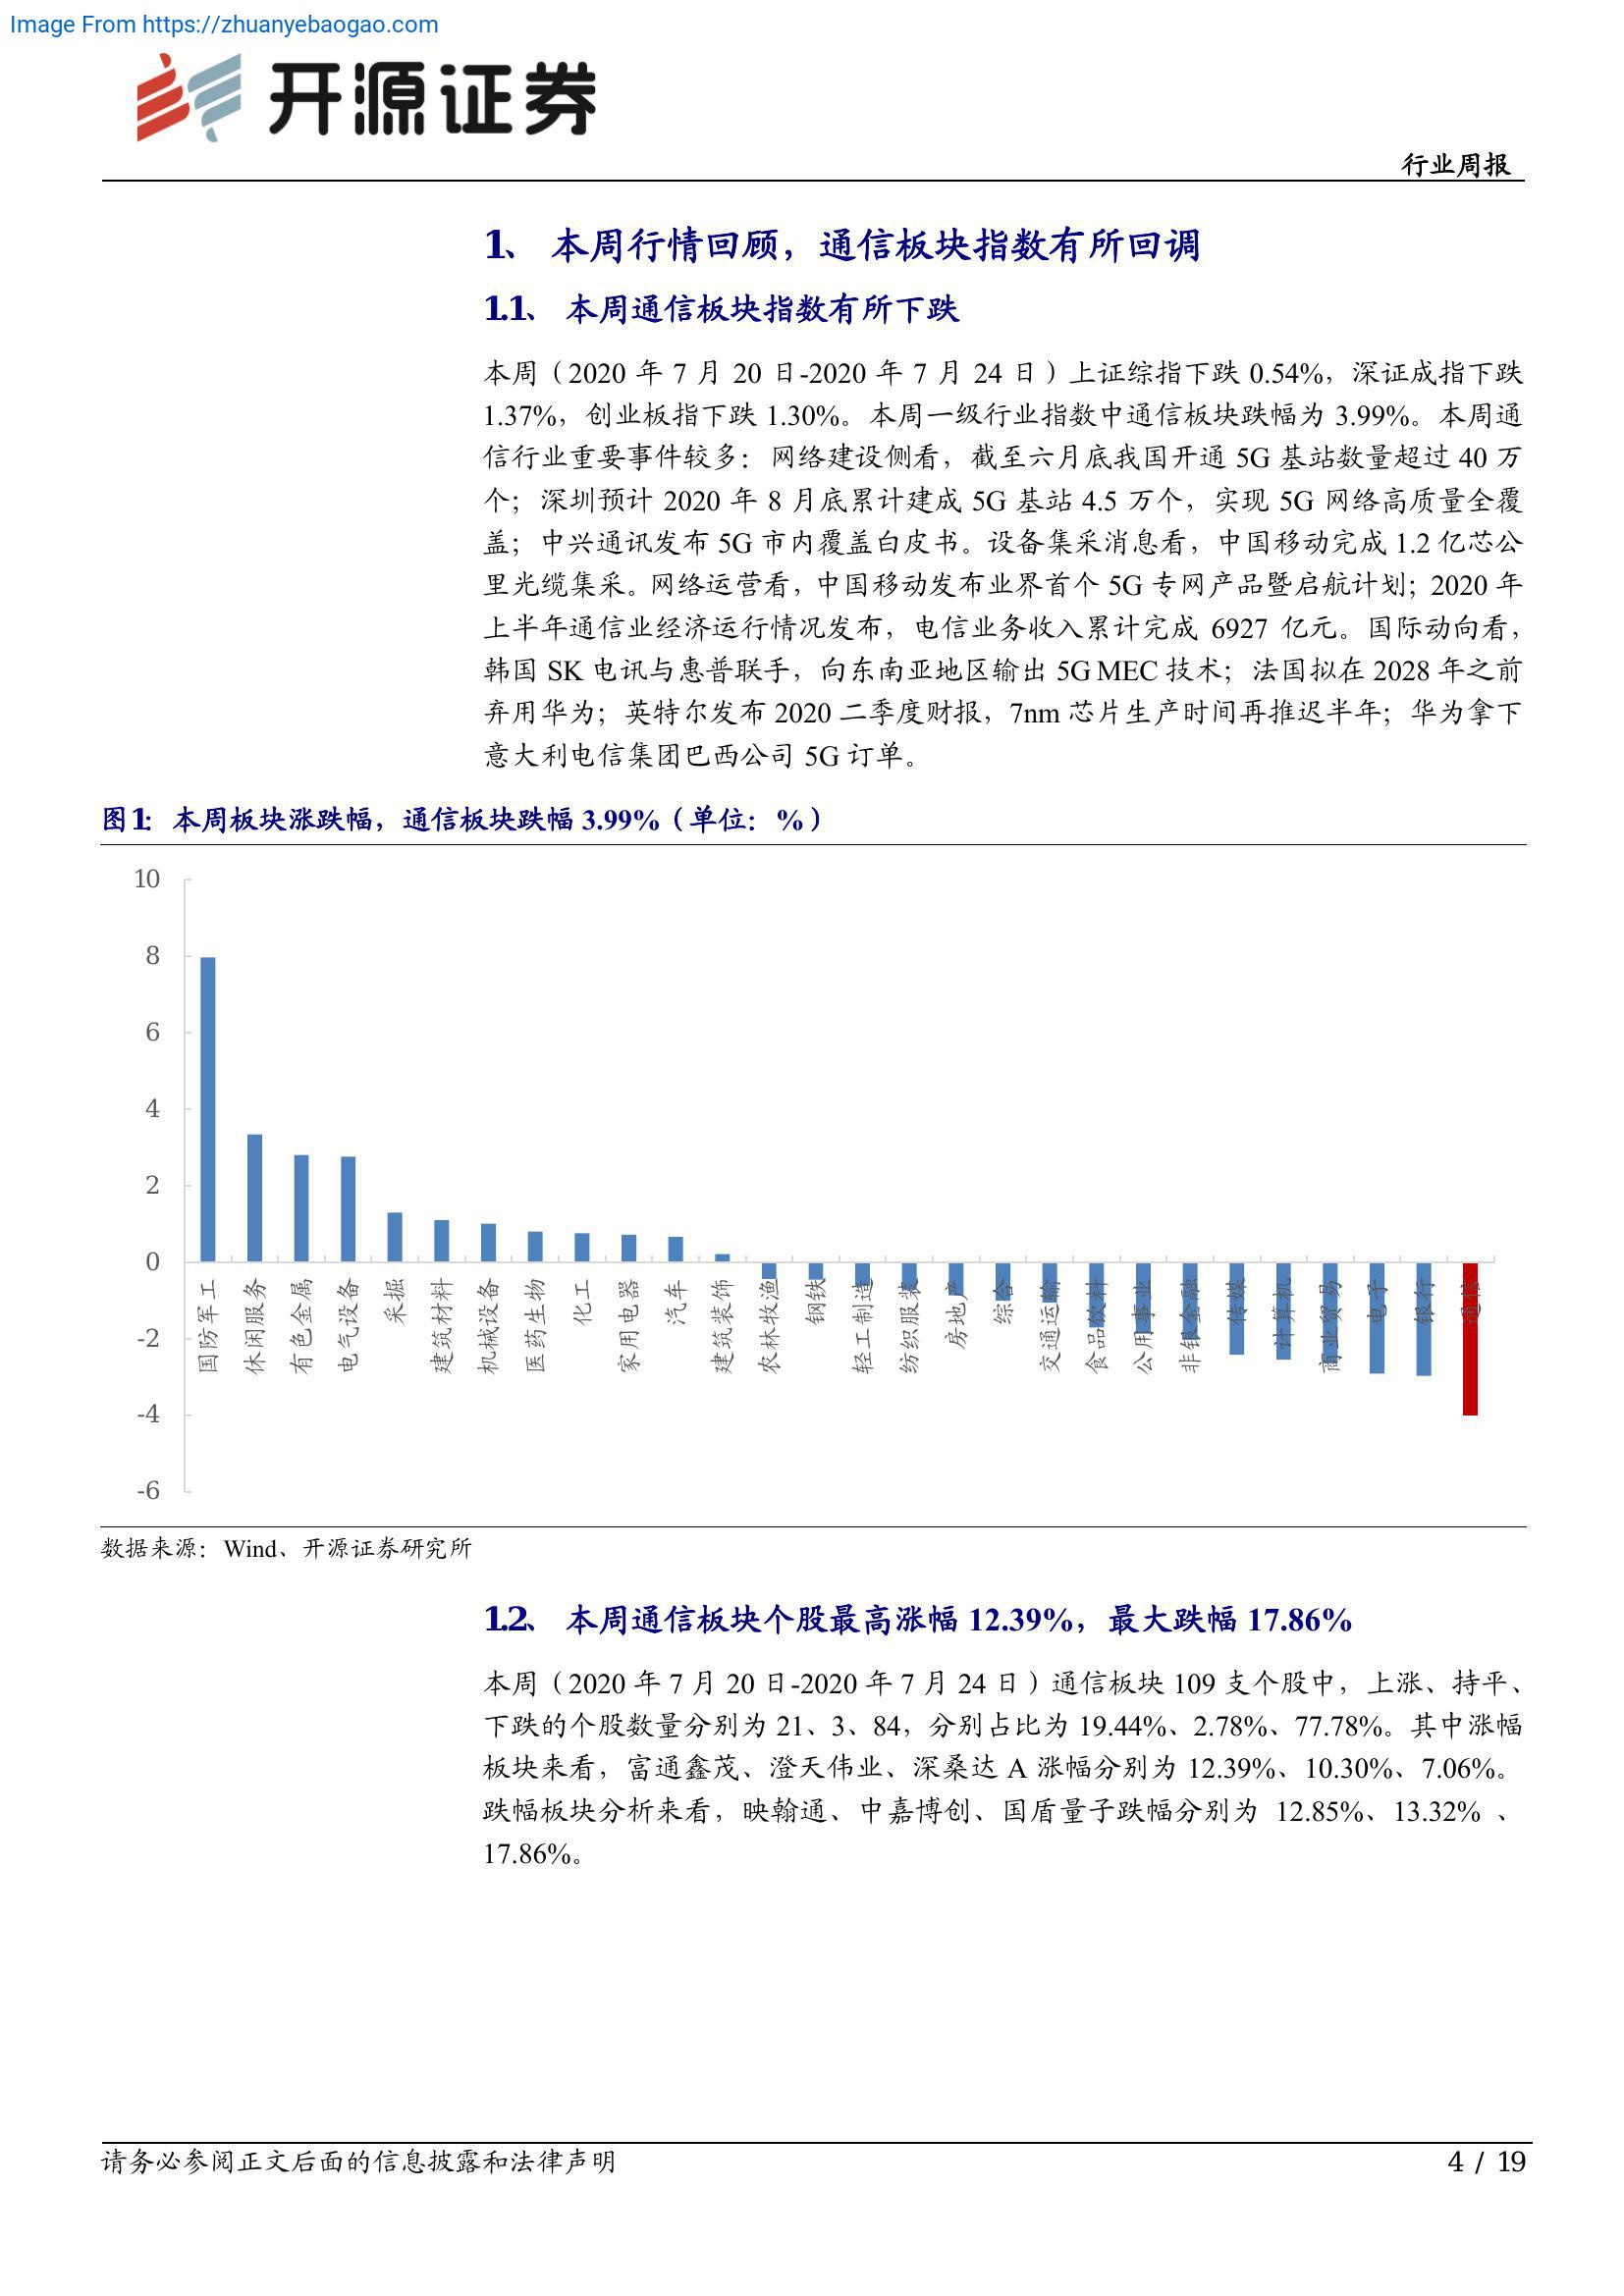 Image From https://zhuanyebaogao.com
开源证券
行业周报
1、 本周行情回顾，通信板块指数有所回调
1.1、 本周通信板块指数有所下跌
本周（2020 年 7 月 20 日-2020 年 7 月 24 日）上证综指下跌 0.54%，深证成指下跌
1.37%，创业板指下跌 1.30%。本周一级行业指数中通信板块跌幅为 3.99%。本周通
信行业重要事件较多：网络建设侧看，截至六月底我国开通 5G 基站数量超过 40 万
个；深圳预计 2020 年 8 月底累计建成 5G 基站 4.5 万个，实现 5G 网络高质量全覆
盖；中兴通讯发布 5G 市内覆盖白皮书。设备集采消息看，中国移动完成 1.2 亿芯公
里光缆集采。网络运营看，中国移动发布业界首个 5G 专网产品暨启航计划；2020 年
上半年通信业经济运行情况发布，电信业务收入累计完成 6927 亿元。国际动向看，
韩国 SK 电讯与惠普联手，向东南亚地区输出 5G MEC 技术；法国拟在 2028 年之前
弃用华为；英特尔发布 2020 二季度财报，7nm 芯片生产时间再推迟半年；华为拿下
意大利电信集团巴西公司 5G 订单。
图1： 本周板块涨跌幅，通信板块跌幅 3.99%（单位：%）
10
8
6
4
2
0
-2
-4
-6
国防军工
休闲服务
有色金属
电气设备
采掘
建筑材料
机械设备
医药生物
化工
家用电器
汽车
建筑装饰
农林牧渔
钢铁
轻工制造
纺织服装
房地产
综合
交通运输
食品饮料
公用事业
非银金融
传媒
计算机
商业贸易
电子
银行
通信
数据来源：Wind、开源证券研究所
1.2、 本周通信板块个股最高涨幅 12.39%，最大跌幅 17.86%
本周（2020 年 7 月 20 日-2020 年 7 月 24 日）通信板块 109 支个股中，上涨、持平、
下跌的个股数量分别为 21、3、84，分别占比为 19.44%、2.78%、77.78%。其中涨幅
板块来看，富通鑫茂、澄天伟业、深桑达 A 涨幅分别为 12.39%、10.30%、7.06%。
跌幅板块分析来看，映翰通、中嘉博创、国盾量子跌幅分别为 12.85%、13.32% 、
17.86%。
请务必参阅正文后面的信息披露和法律声明
4 / 19